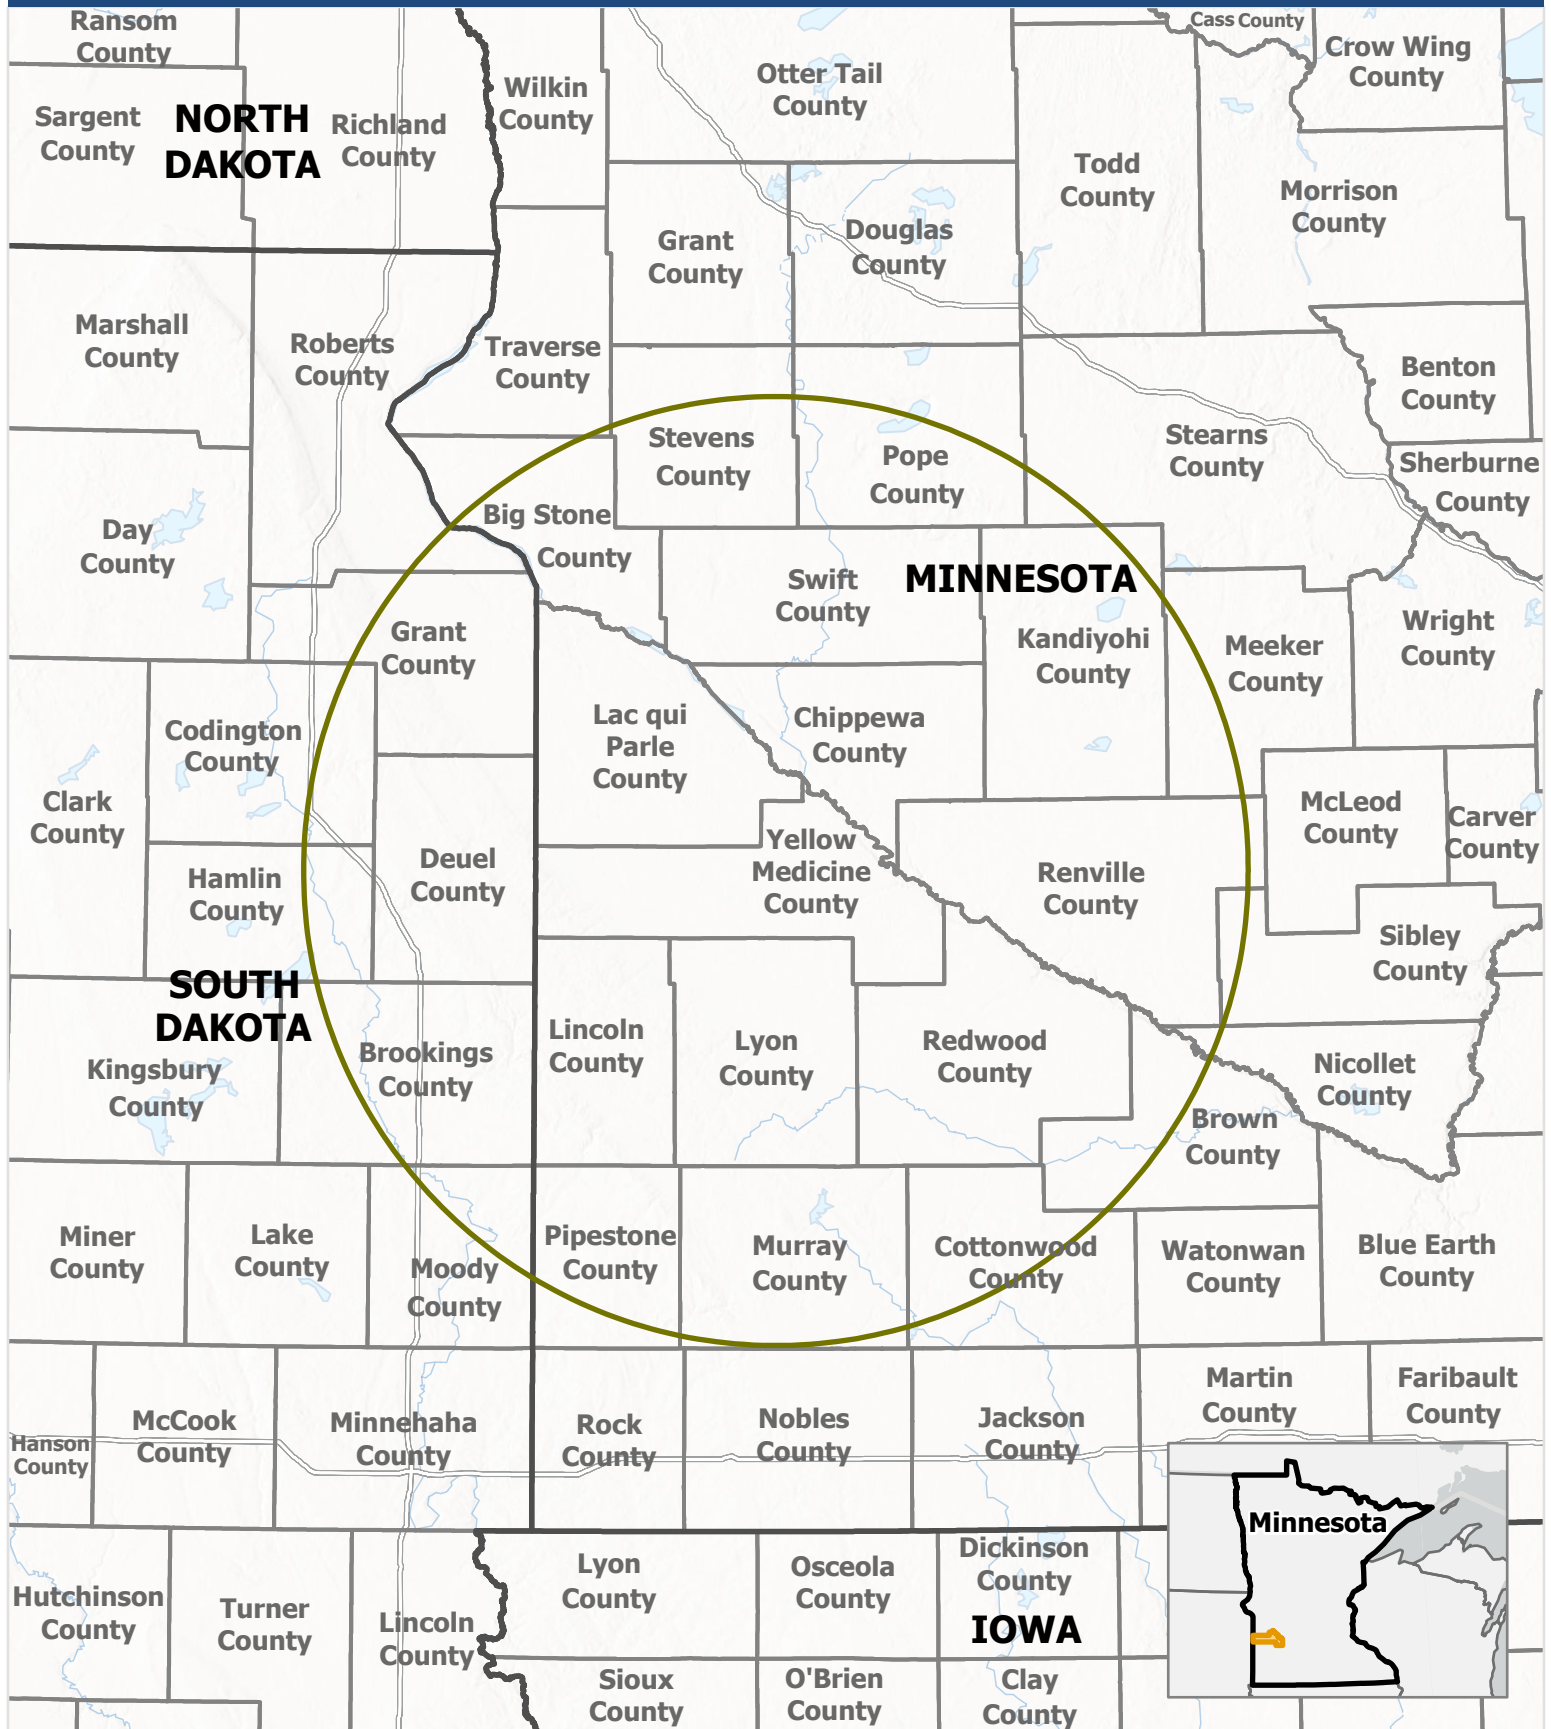 Ransom
County
Cass County
Crow Wing
County
Wilkin
County
Otter Tail
County
Sargent
County
NORTH
DAKOTA
Richland
County
Todd
County
Morrison
County
Grant
County
Douglas
County
Marshall
County
Roberts
County
Traverse
County
Benton
County
Stevens
County
Pope
County
Stearns
County
Sherburne
County
Day
County
Big Stone
County
Swift
County
MINNESOTA
Grant
County
Kandiyohi
County
Meeker
County
Wright
County
Codington
County
Lac qui
Parle
County
Chippewa
County
Clark
County
McLeod
County
Carver
County
Hamlin
County
Deuel
County
Yellow
Medicine
County
Renville
County
Sibley
County
SOUTH
DAKOTA
Kingsbury
County
Brookings
County
Lincoln
County
Lyon
County
Redwood
County
Nicollet
County
Brown
County
Miner
County
Lake
County
Moody
County
Pipestone
County
Murray
County
Cottonwood
County
Watonwan
County
Blue Earth
County
Hanson
County
McCook
County
Minnehaha
County
Rock
County
Nobles
County
Jackson
County
Martin
County
Faribault
County
Minnesota
Hutchinson
County
Turner
County
Lincoln
County
Lyon
County
Osceola
County
Dickinson
County
IOWA
Sioux
County
O'Brien
County
Clay
County